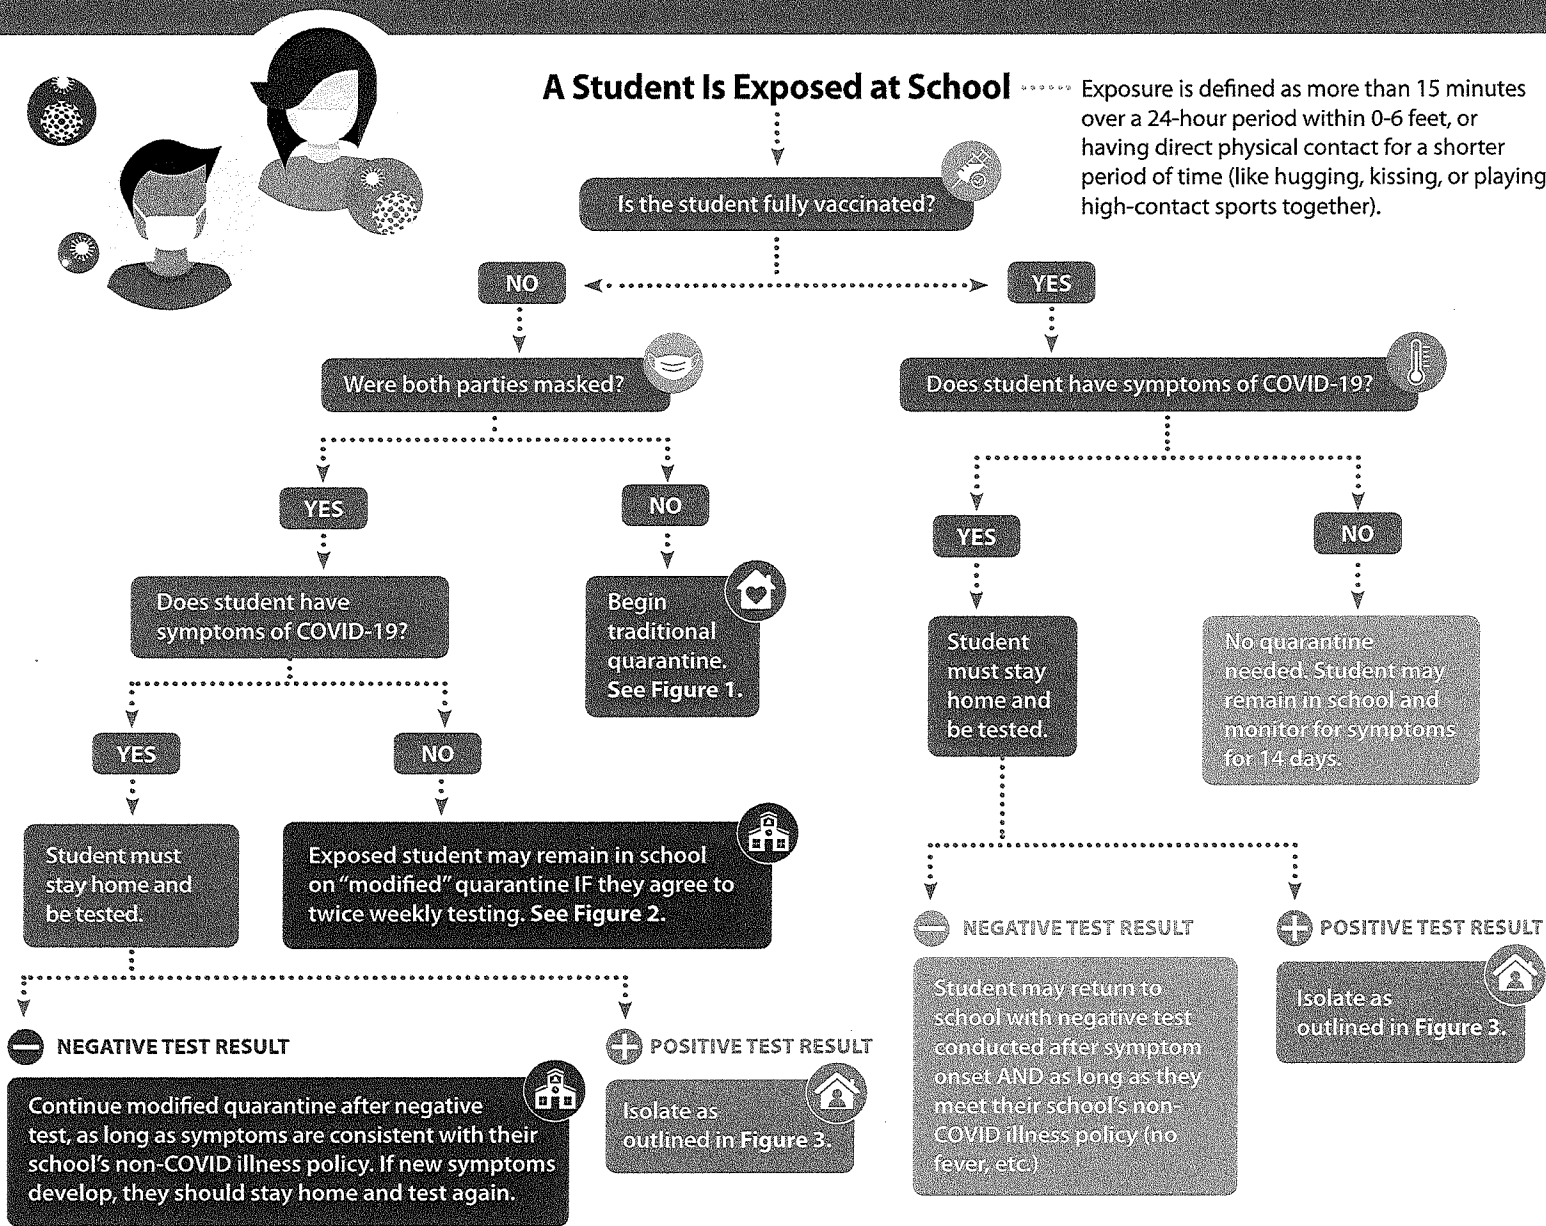 A Student Is Exposed at School
Exposure is defined as more than 15 minutes
over a 24-hour period within 0-6 feet, or
having direct physical contact for a shorter
period of time (like hugging, kissing, or playing
high-contact sports together).
Is the student fully vaccinated?
NO
YES
Were both parties masked?
Does student have symptoms of COVID-19?
YES
NO
YES
NO
Does student have
symptoms of COVID-19?
Begin
traditional
quarantine.
See Figure 1.
Student
must stay
home and
be tested.
No quarantine
needed. Student may
remain in school and
monitor for symptoms
for 14 days.
YES
NO
Student must
stay home and
be tested.
Exposed student may remain in school
on "modified" quarantine IF they agree to
twice weekly testing. See Figure 2.
NEGATIVE TEST RESULT
POSITIVE TEST RESULT
Student may return to
school with negative test
conducted after symptom
onset AND as long as they
meet their school's non-
COVID illness policy (no
fever, etc.)
Isolate as
outlined in Figure 3.
NEGATIVE TEST RESULT
POSITIVE TEST RESULT
Continue modified quarantine after negative
test, as long as symptoms are consistent with their
school's non-COVID illness policy. If new symptoms
develop, they should stay home and test again.
Isolate as
outlined in Figure 3.